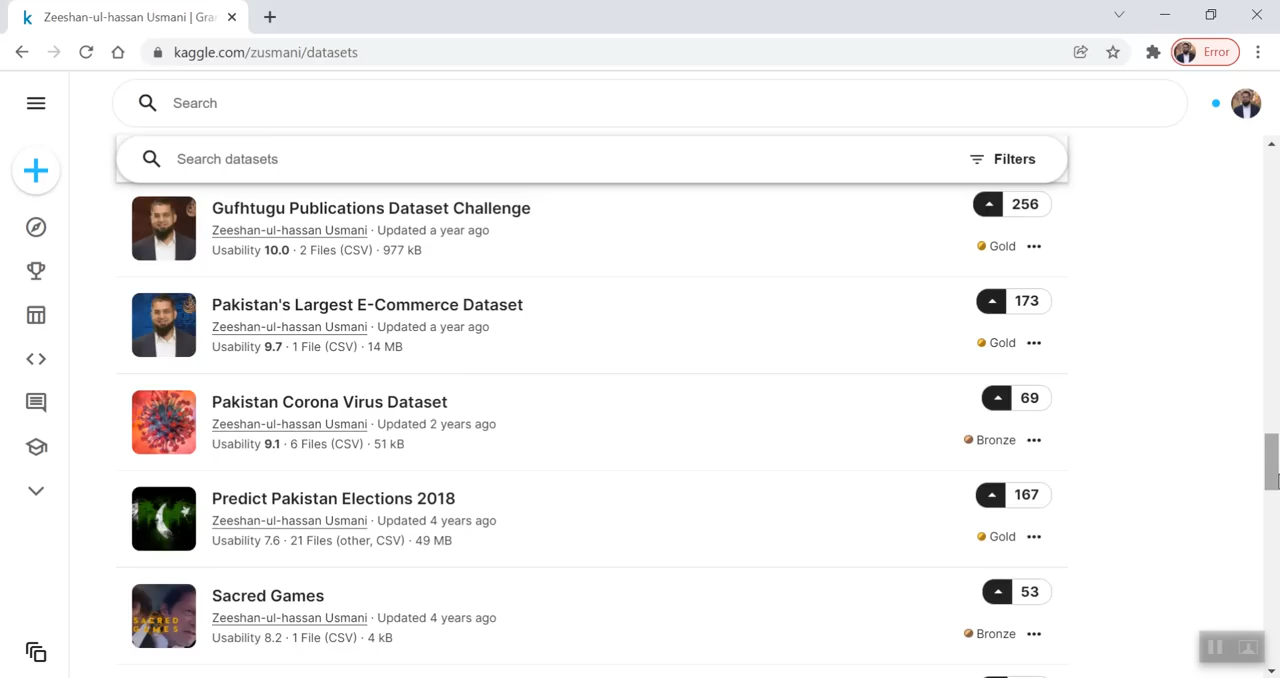 Zeeshan-ul-hassan Usmani | Gra
kaggle.com/zusmani/datasets
Error
Search
Search datasets
Filters
Gufhtugu Publications Dataset Challenge
256
Zeeshan-ul-hassan Usmani · Updated a year ago
Usability 10.0 · 2 Files (CSV) · 977 kB
Gold
Pakistan's Largest E-Commerce Dataset
173
Zeeshan-ul-hassan Usmani · Updated a year ago
Usability 9.7 · 1 File (CSV) · 14 MB
Gold
Pakistan Corona Virus Dataset
69
Zeeshan-ul-hassan Usmani · Updated 2 years ago
Usability 9.1 · 6 Files (CSV) · 51 kB
Bronze
Predict Pakistan Elections 2018
167
Zeeshan-ul-hassan Usmani · Updated 4 years ago
Usability 7.6 · 21 Files (other, CSV) · 49 MB
Gold
Sacred Games
53
Zeeshan-ul-hassan Usmani · Updated 4 years ago
SACRED
GAMES
Usability 8.2 · 1 File (CSV) · 4 kB
Bronze